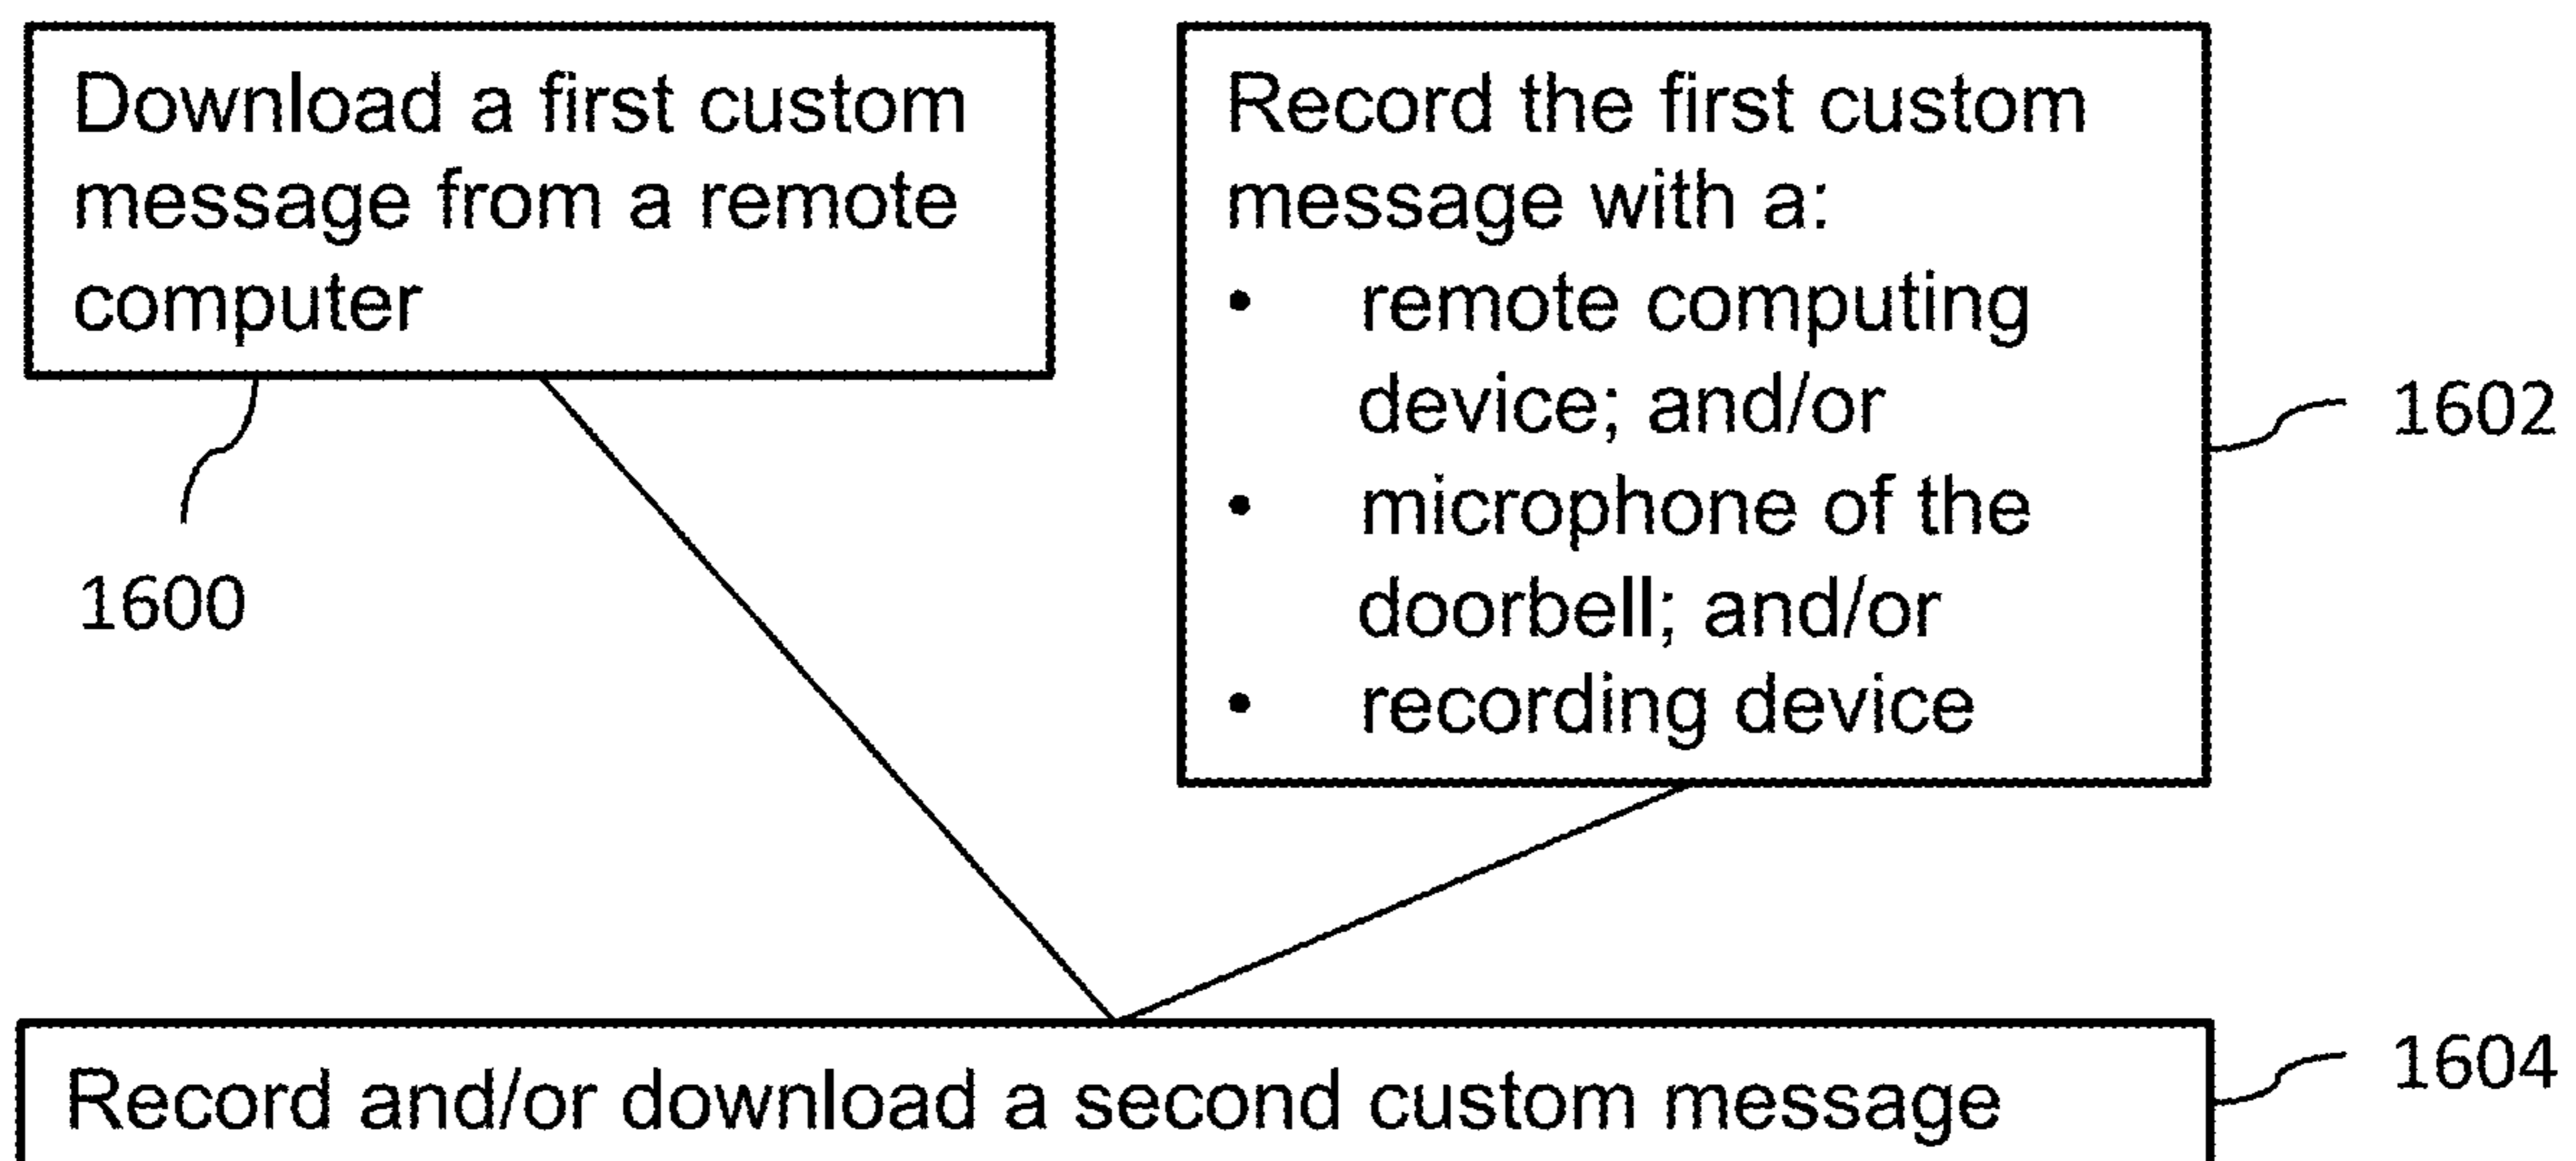 Download a first custom
message from a remote
computer
1600
Record the first custom
message with a:
• remote computing
device; and/or
• microphone of the
doorbell; and/or
• recording device
1602
Record and/or download a second custom message
1604